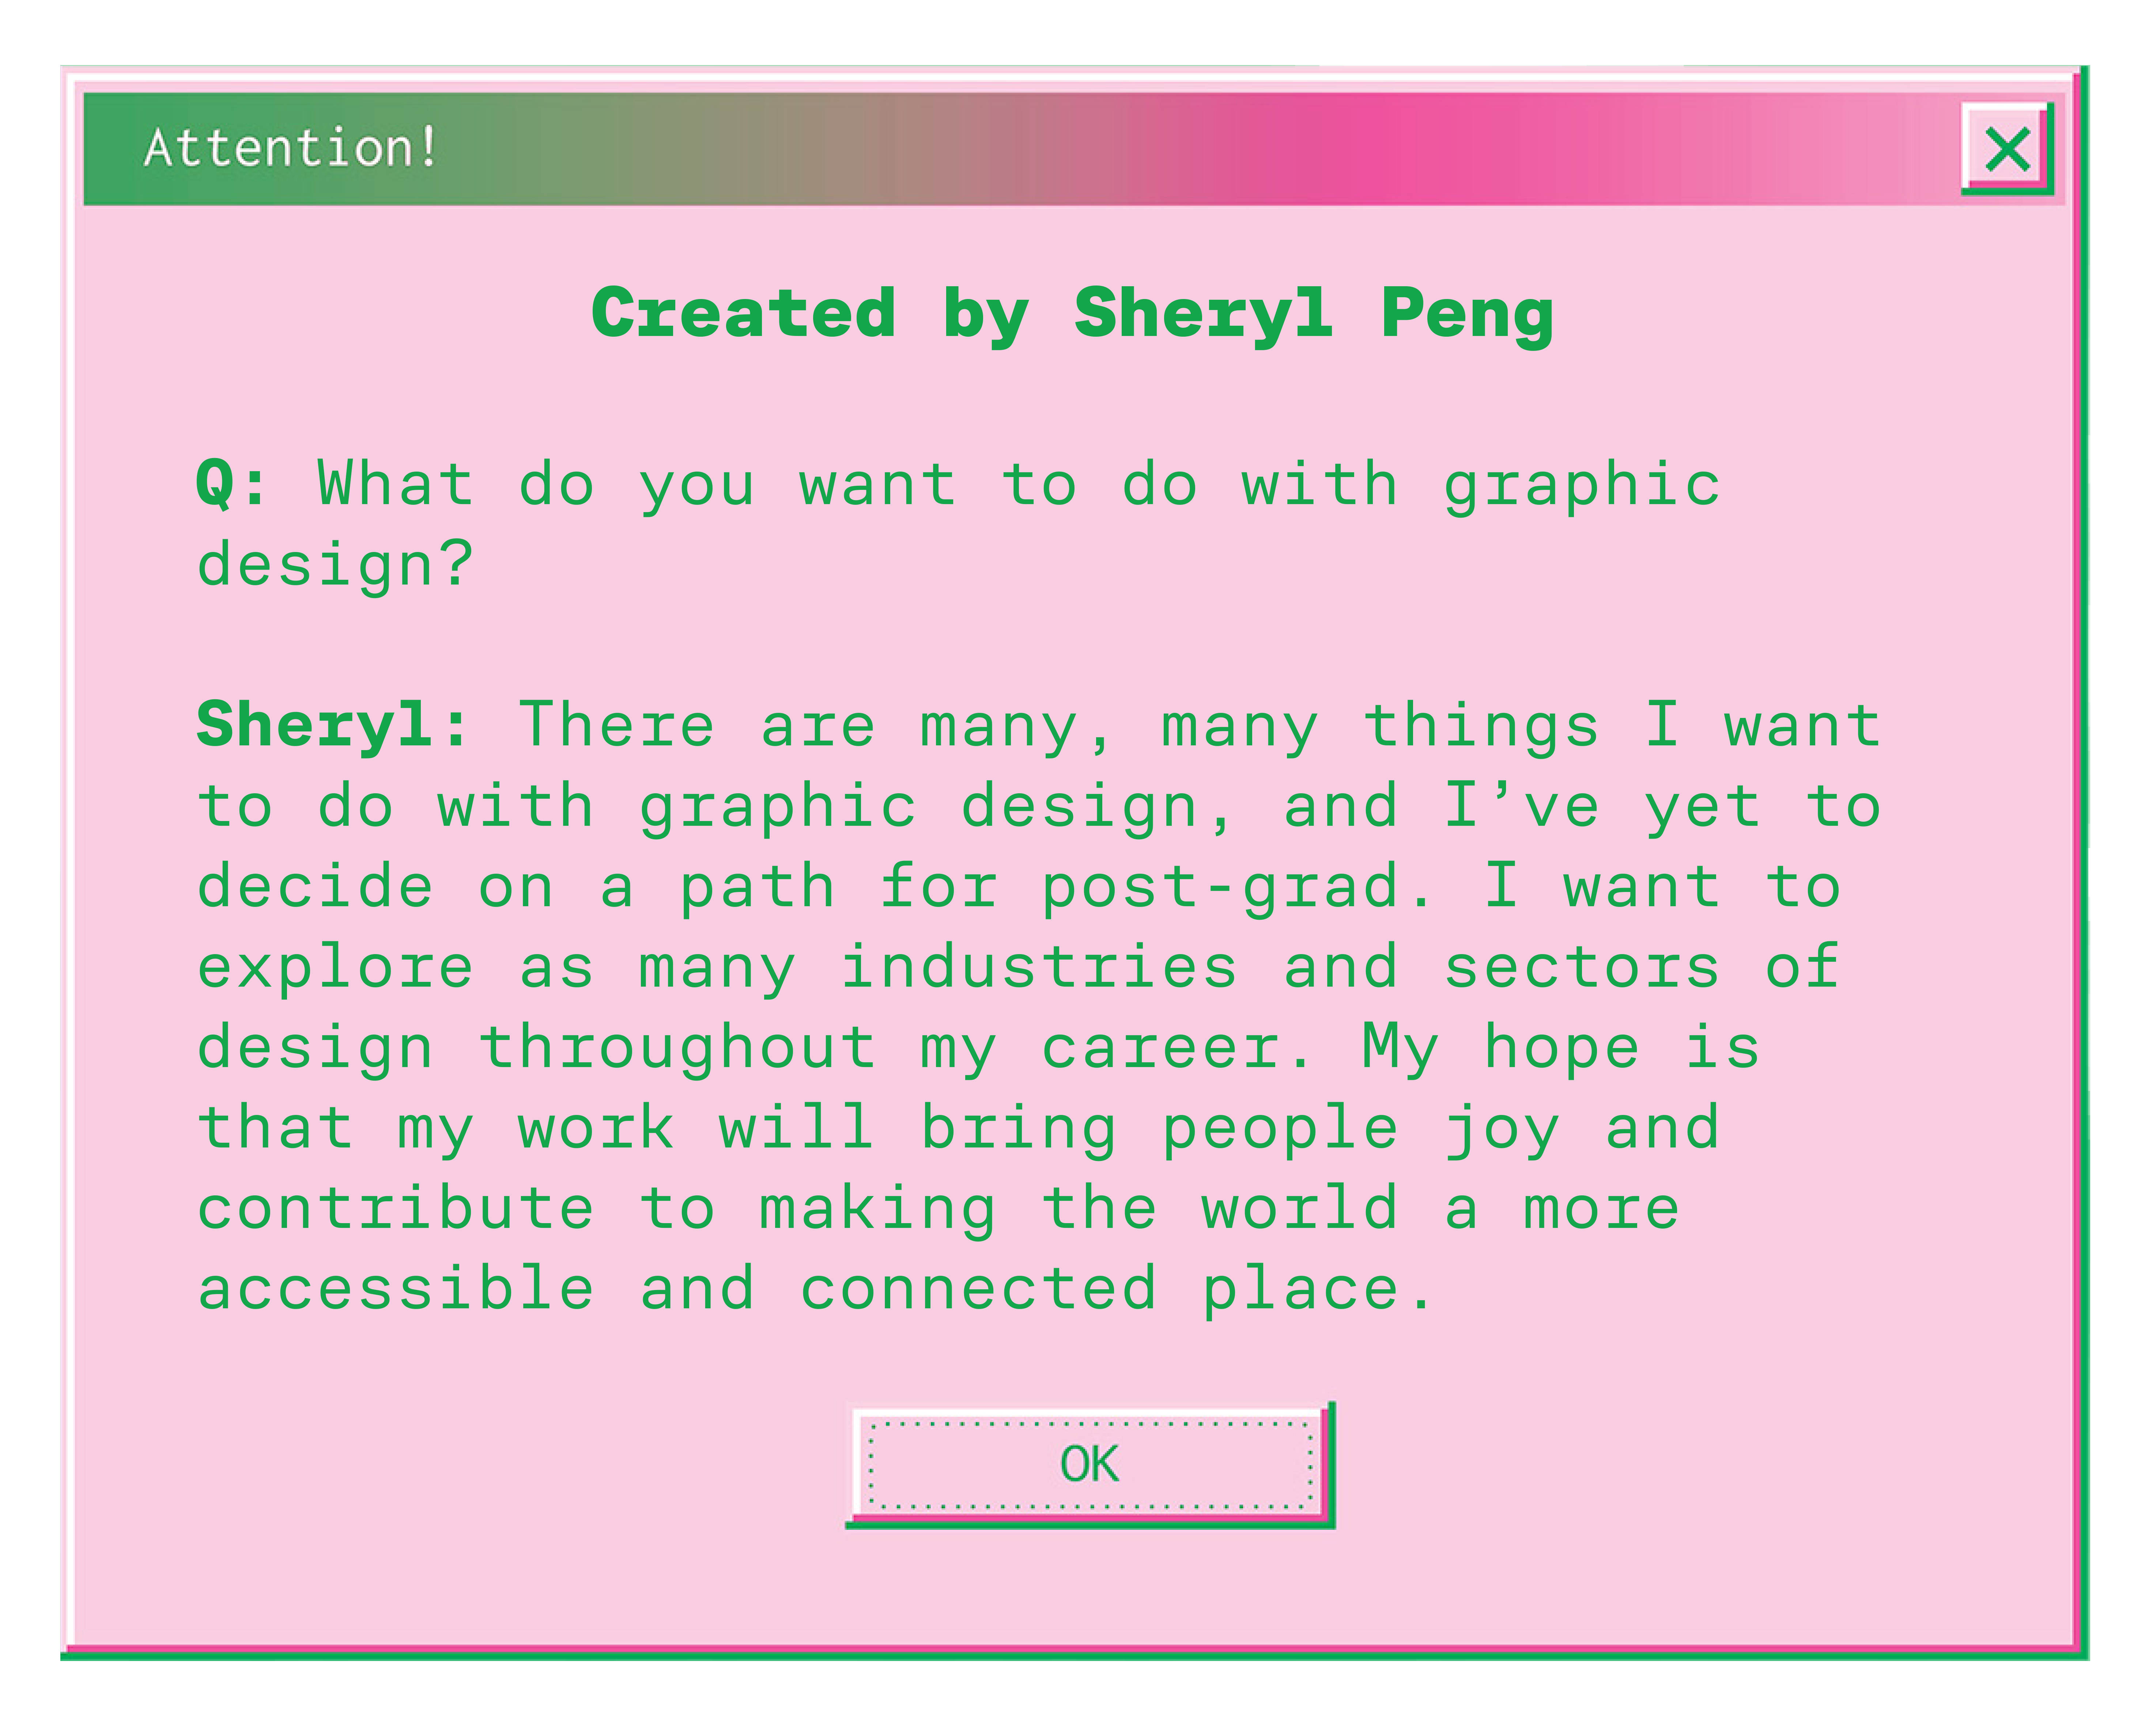 Attention!
Created by Sheryl Peng
Q: What do you want to do with graphic
design?
Sheryl: There are many, many things I want
to do with graphic design, and I’ve yet to
decide on a path for post-grad. I want to
explore as many industries and sectors of
design throughout my career. My hope is
that my work will bring people joy and
contribute to making the world a more
accessible and connected place.
OK